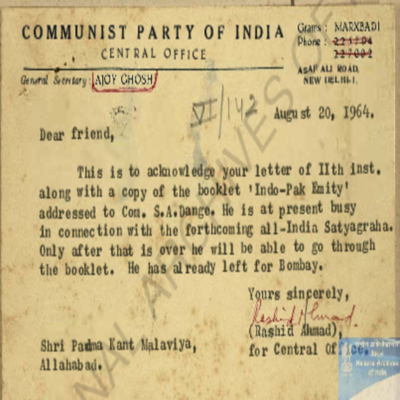 COMMUNIST PARTY OF INDIA
CENTRAL OFFICE
Grams : MARXBADI
Phone :
General Secretary: AJOY GHOSH
ASAF ALI ROAD,
NEW DELHI-1.
VI/142
August 20, 1964.
Dear friend,
This is to acknowledge your letter of IIth inst.
along with a copy of the booklet 'Indo-Pak Emity'
addressed to Com. S.A.Dange. He is at present busy
in connection with the forthcoming all-India Satyagraha.
Only after that is over he will be able to go through
the booklet. He has already left for Bombay.
Yours sincerely,
Rashid Ahmad
(Rashid Ahmad),
for Central Office.
Shri Padma Kant Malaviya,
Allahabad.